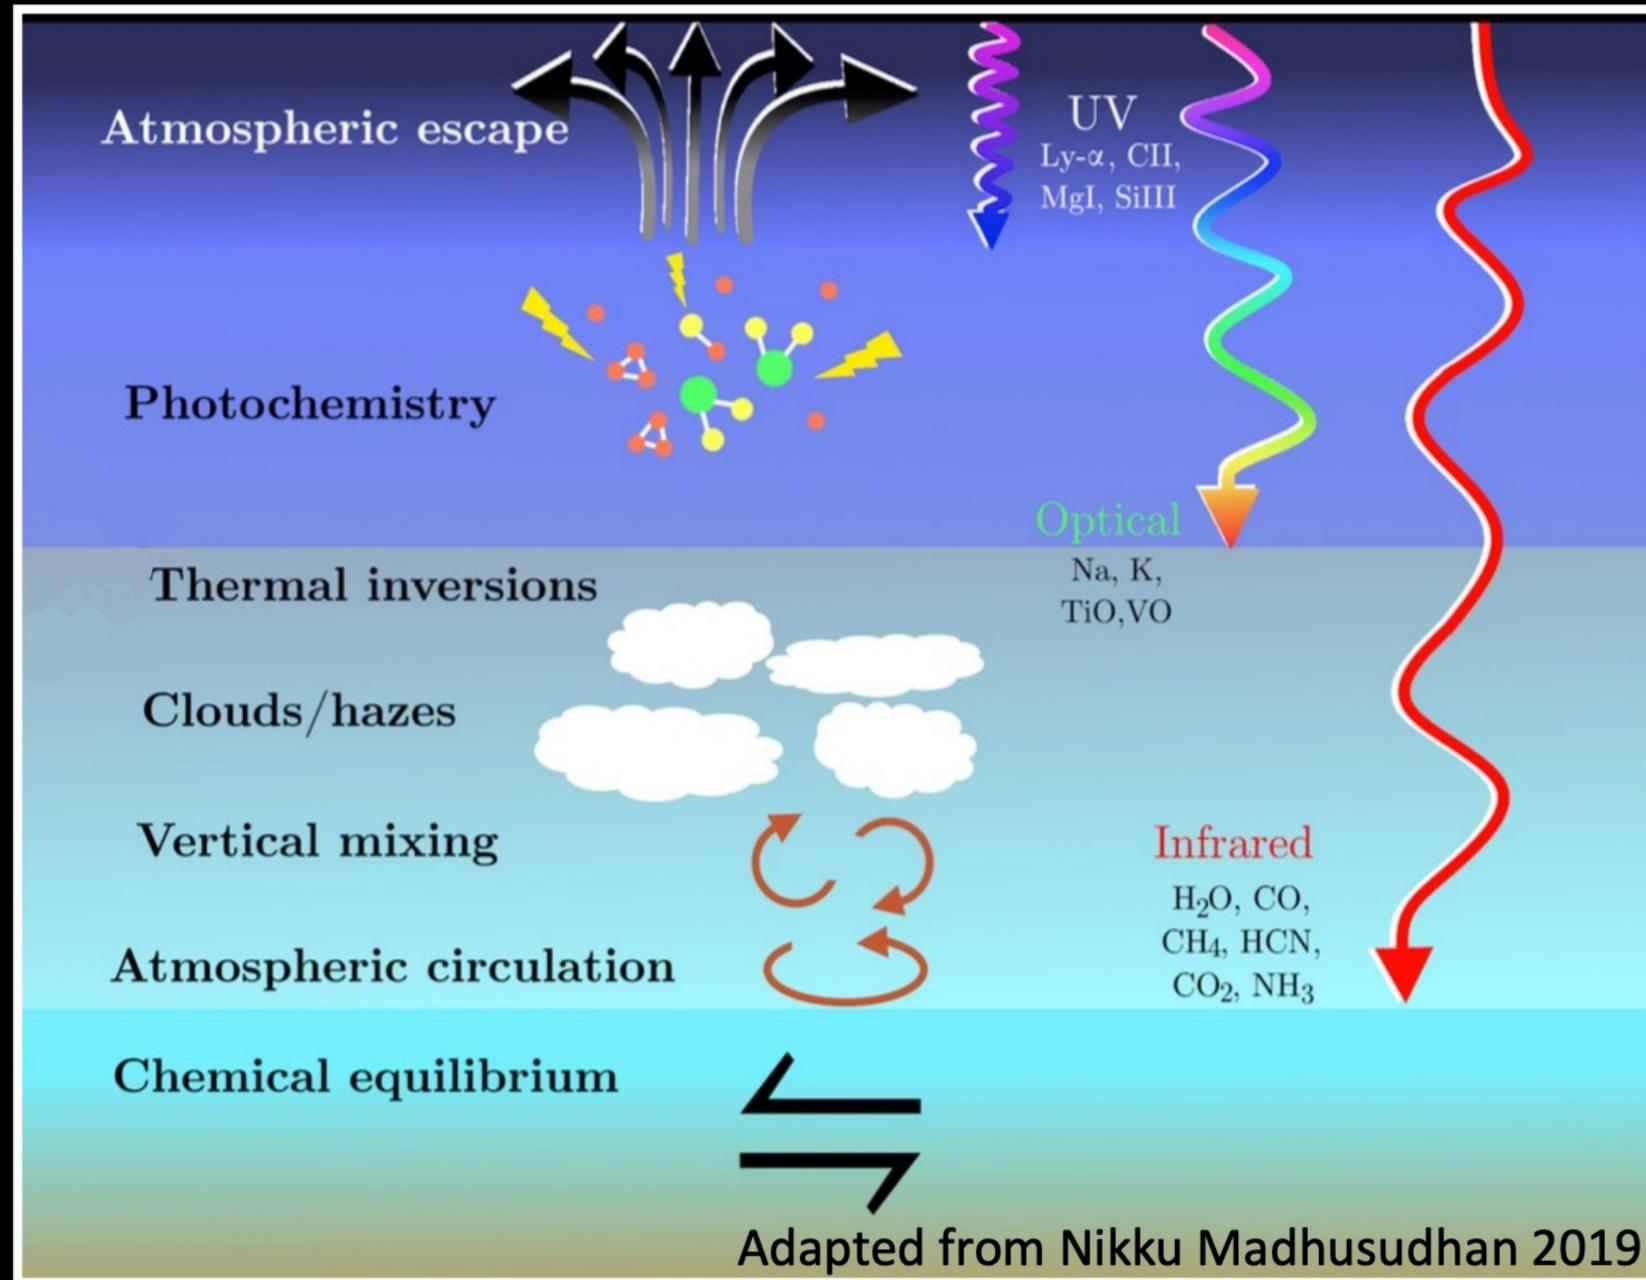 Atmospheric escape
UV
Ly-α, CII,
MgI, SiIII
Photochemistry
Optical
Na, K,
TiO,VO
Thermal inversions
Clouds/hazes
Vertical mixing
Infrared
H₂O, CO,
CH₄, HCN,
CO₂, NH₃
Atmospheric circulation
Chemical equilibrium
Adapted from Nikku Madhusudhan 2019